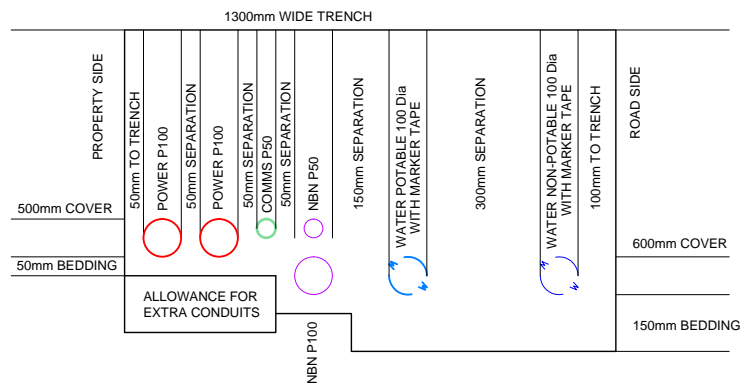 1300mm WIDE TRENCH
PROPERTY SIDE
50mm TO TRENCH
POWER P100
50mm SEPARATION
POWER P100
50mm SEPARATION
COMMS P50
50mm SEPARATION
NBN P50
150mm SEPARATION
WATER POTABLE 100 Dia
WITH MARKER TAPE
300mm SEPARATION
WATER NON-POTABLE 100 Dia
WITH MARKER TAPE
100mm TO TRENCH
ROAD SIDE
500mm COVER
600mm COVER
50mm BEDDING
M
W
M
W
ALLOWANCE FOR
EXTRA CONDUITS
NBN P100
150mm BEDDING